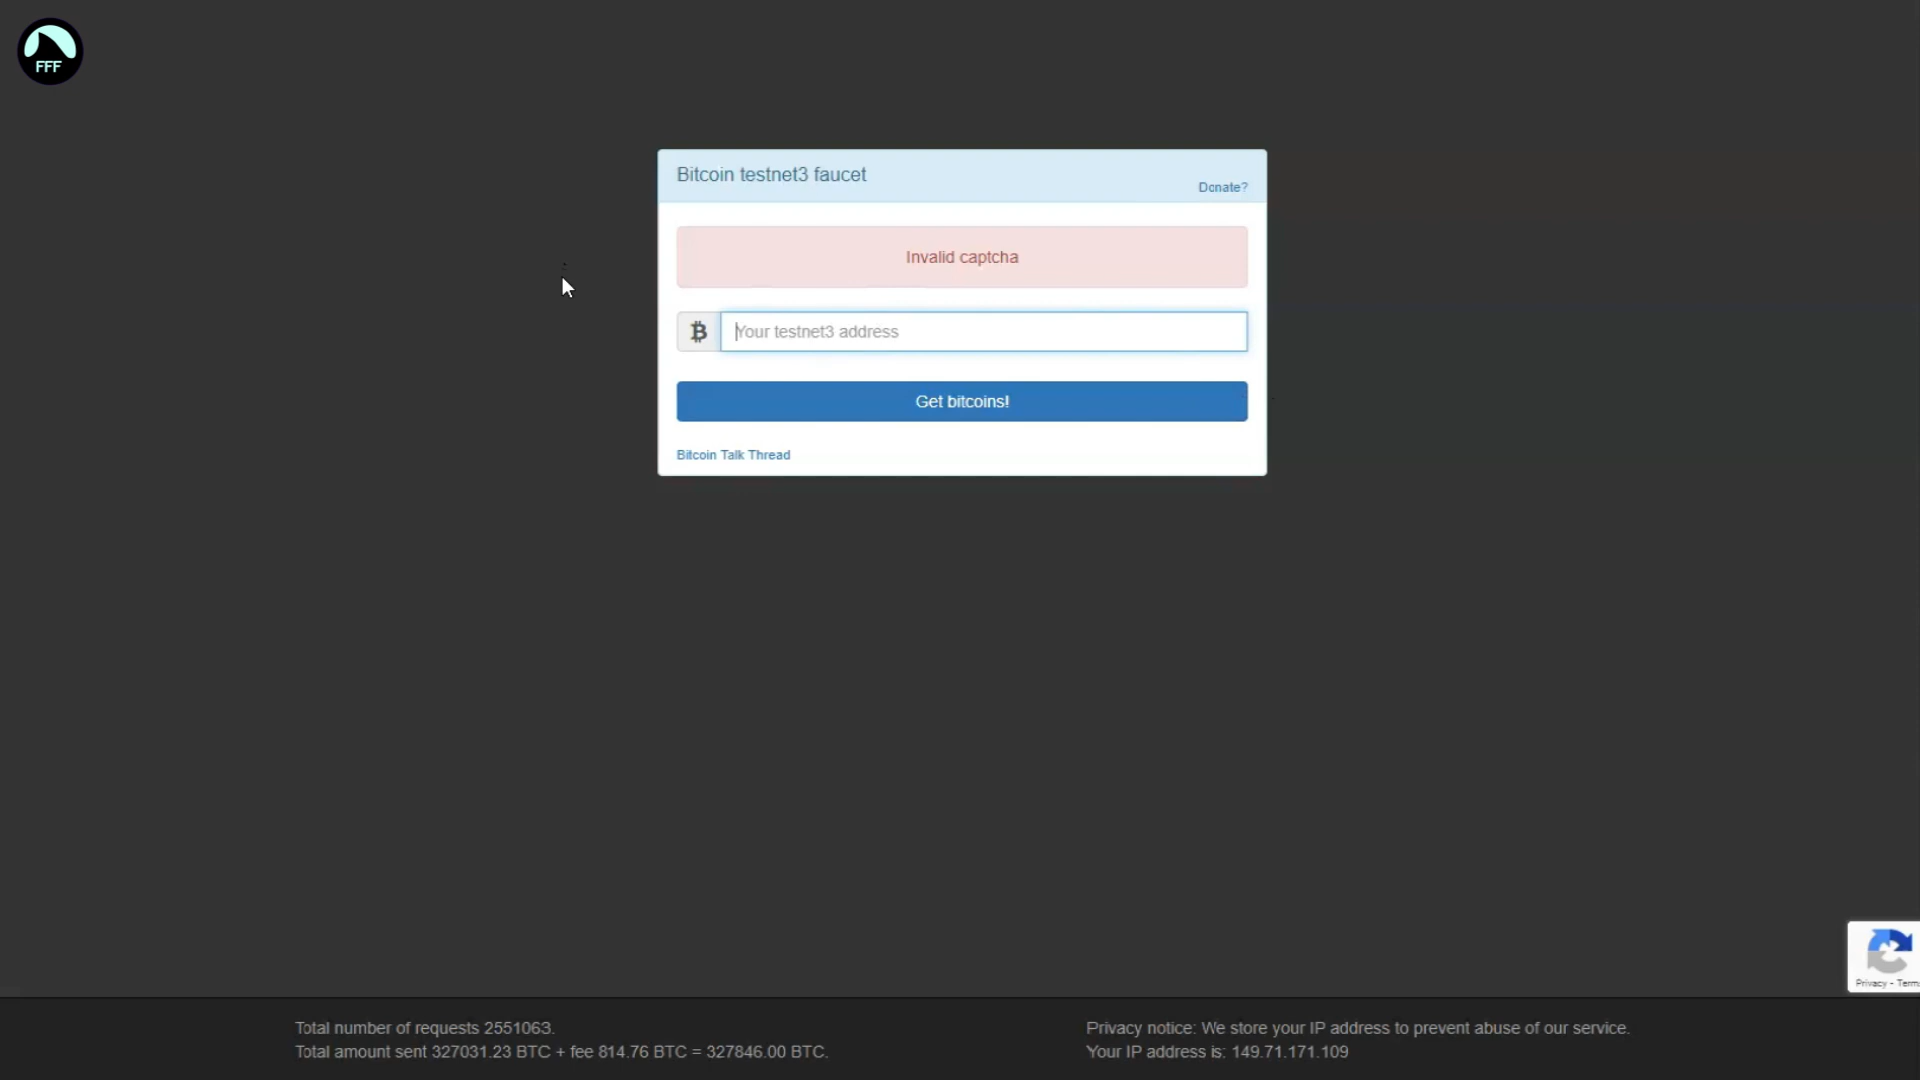 FFF
Bitcoin testnet3 faucet
Donate?
Invalid captcha
Your testnet3 address
Get bitcoins!
Bitcoin Talk Thread
Privacy - Terms
Total number of requests 2551063.
Total amount sent 327031.23 BTC + fee 814.76 BTC = 327846.00 BTC.
Privacy notice: We store your IP address to prevent abuse of our service.
Your IP address is: 149.71.171.109